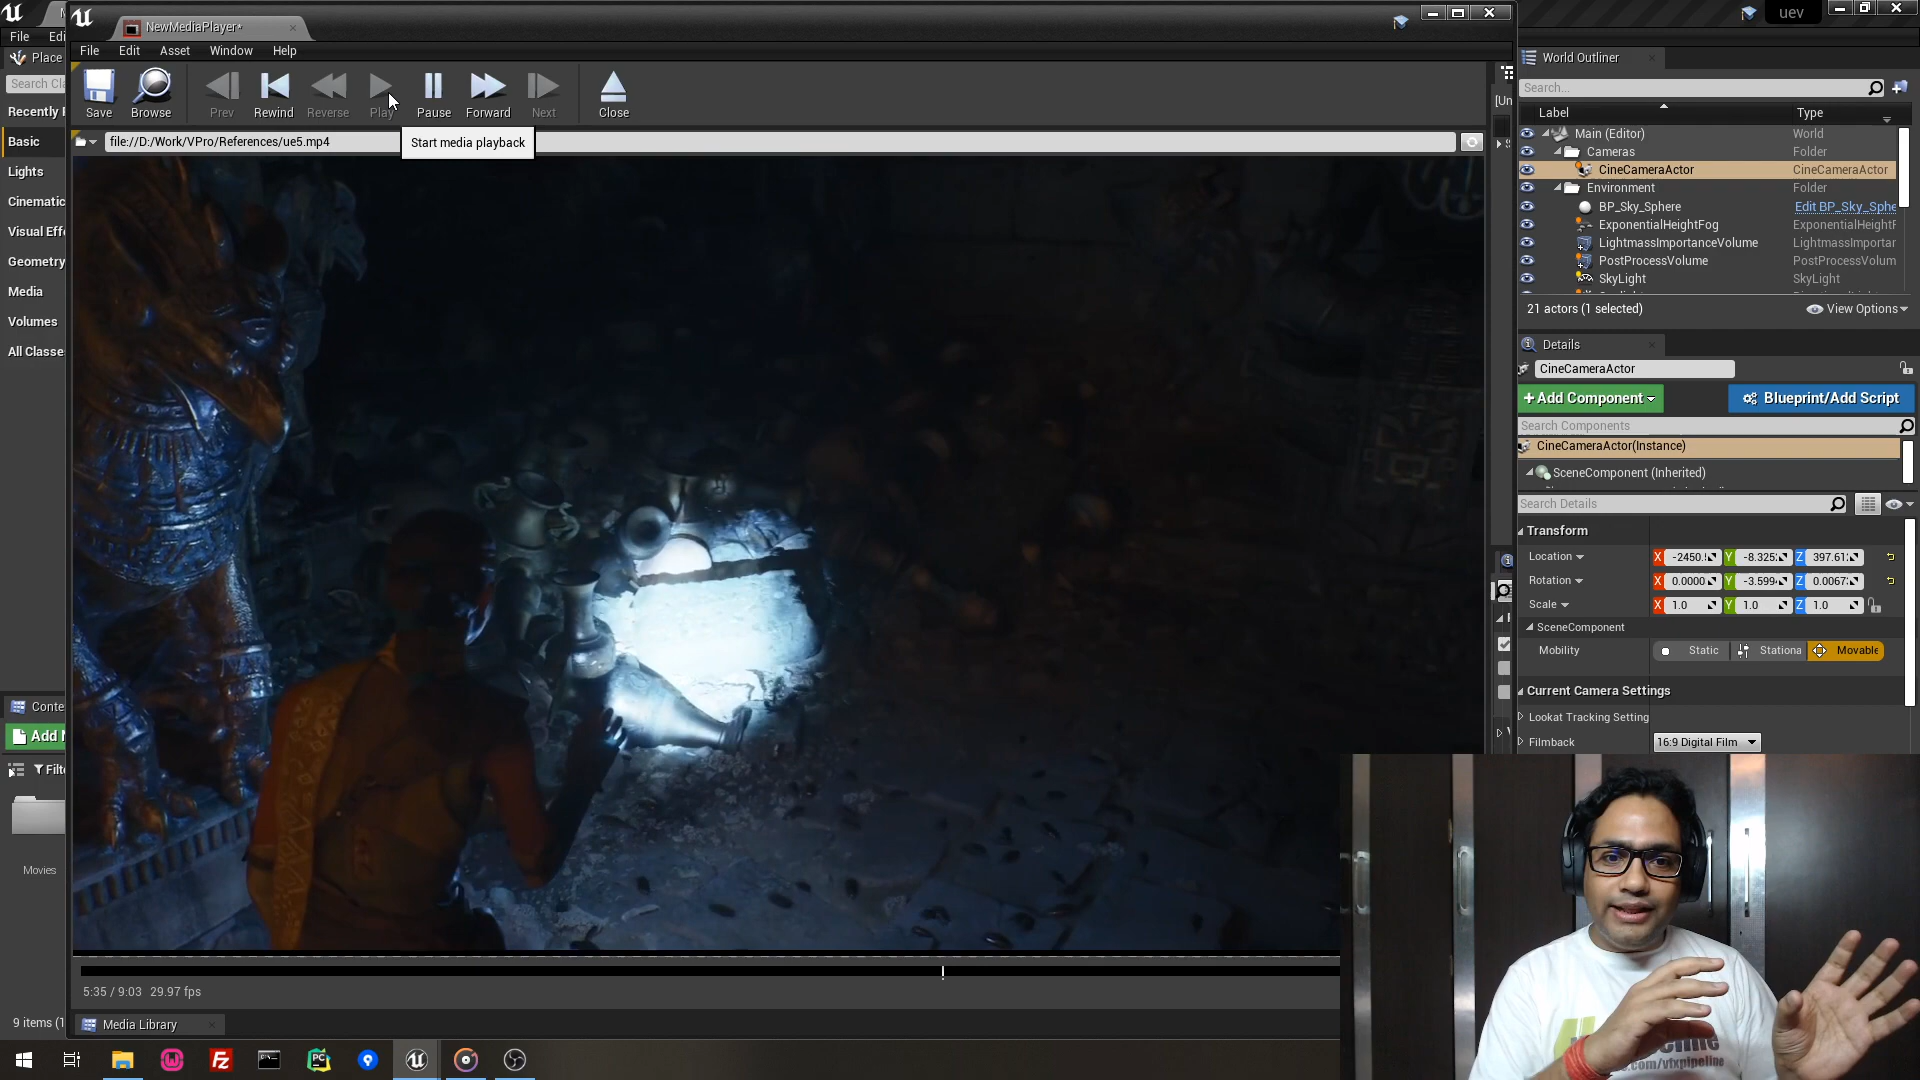 NewMediaPlayer*
uev
File
File Edit Asset Window Help
Place
World Outliner
Save
Browse
Prev
Rewind
Reverse
Play
Pause
Forward
Next
Close
Search...
Label
Type
Recently
Basic
file://D:/Work/VPro/References/ue5.mp4
Start media playback
Main (Editor) World
Cameras Folder
CineCameraActor CineCameraActor
Environment Folder
BP_Sky_Sphere Edit BP_Sky_Sphe
ExponentialHeightFog ExponentialHeightF
LightmassImportanceVolume LightmassImportar
PostProcessVolume PostProcessVolum
SkyLight SkyLight
21 actors (1 selected)
View Options
Lights
Cinematic
Visual Effe
Geometry
Media
Volumes
All Classe
Details
CineCameraActor
+Add Component
Blueprint/Add Script
Search Components
CineCameraActor(Instance)
SceneComponent (Inherited)
Search Details
Transform
Location X Y -8.325 Z 397.61
Rotation X 0.0000 Y -3.599 Z 0.0067
Scale X 1.0 Y 1.0 Z 1.0
SceneComponent
Mobility Static Stationa Movable
Current Camera Settings
Lookat Tracking Setting
Filmback 16:9 Digital Film
Conte
Add
Filte
Movies
9 items (1
5:35 / 9:03 29.97 fps
Media Library